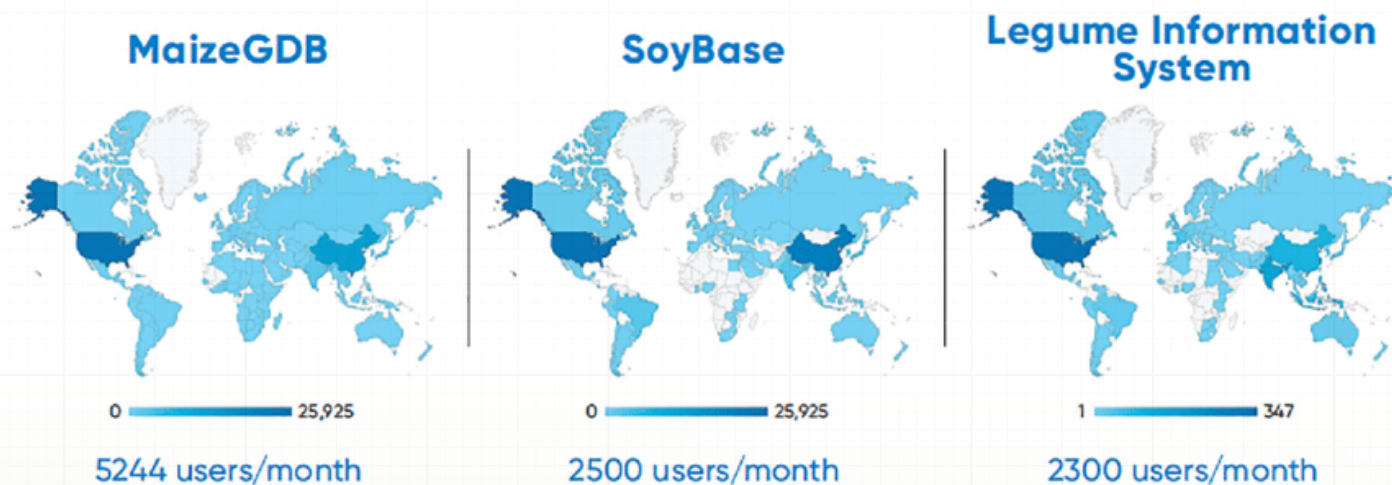 MaizeGDB
SoyBase
Legume Information
System
0 25,925
0 25,925
1 347
5244 users/month
2500 users/month
2300 users/month